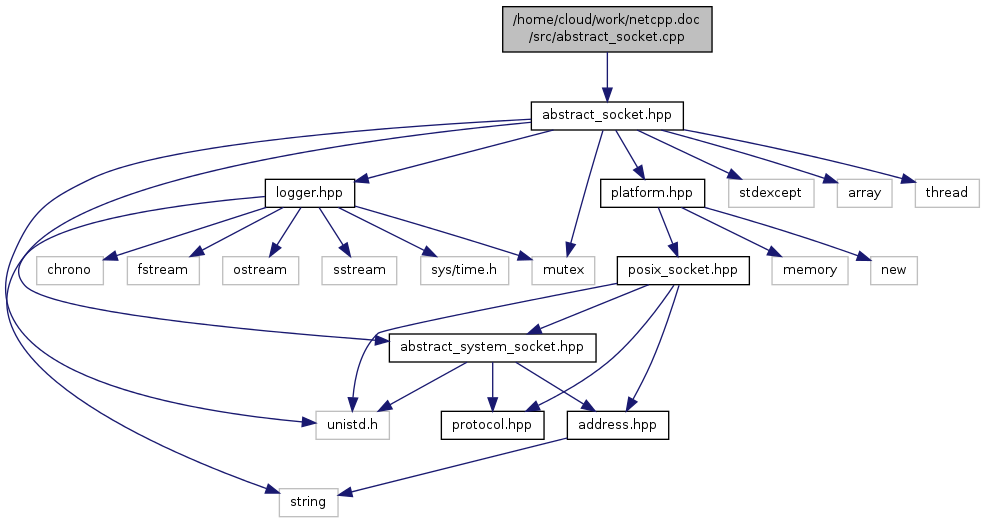 /home/cloud/work/netcpp.doc
/src/abstract_socket.cpp
abstract_socket.hpp
logger.hpp
platform.hpp
stdexcept
array
thread
chrono
fstream
ostream
sstream
sys/time.h
mutex
posix_socket.hpp
memory
new
abstract_system_socket.hpp
unistd.h
protocol.hpp
address.hpp
string